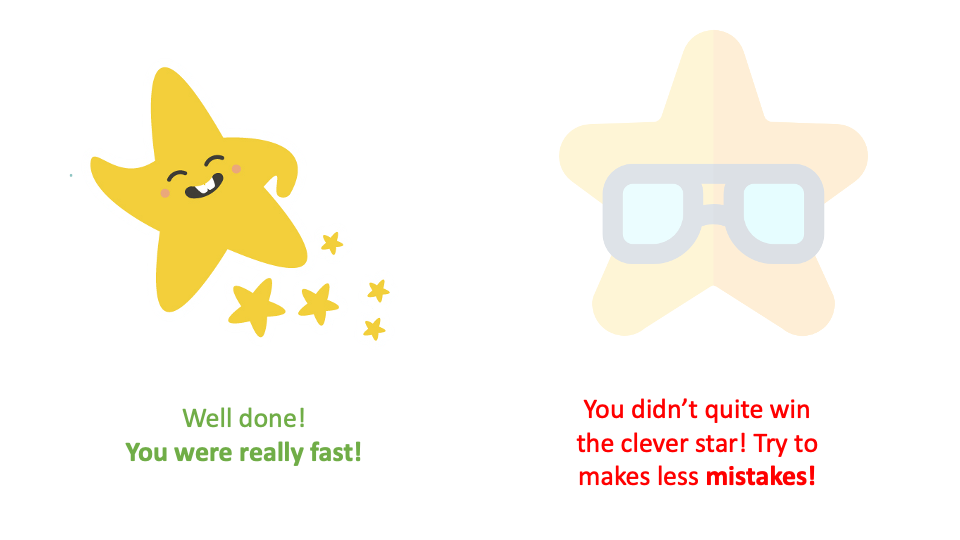 Well done!
You were really fast!
You didn’t quite win
the clever star! Try to
makes less mistakes!